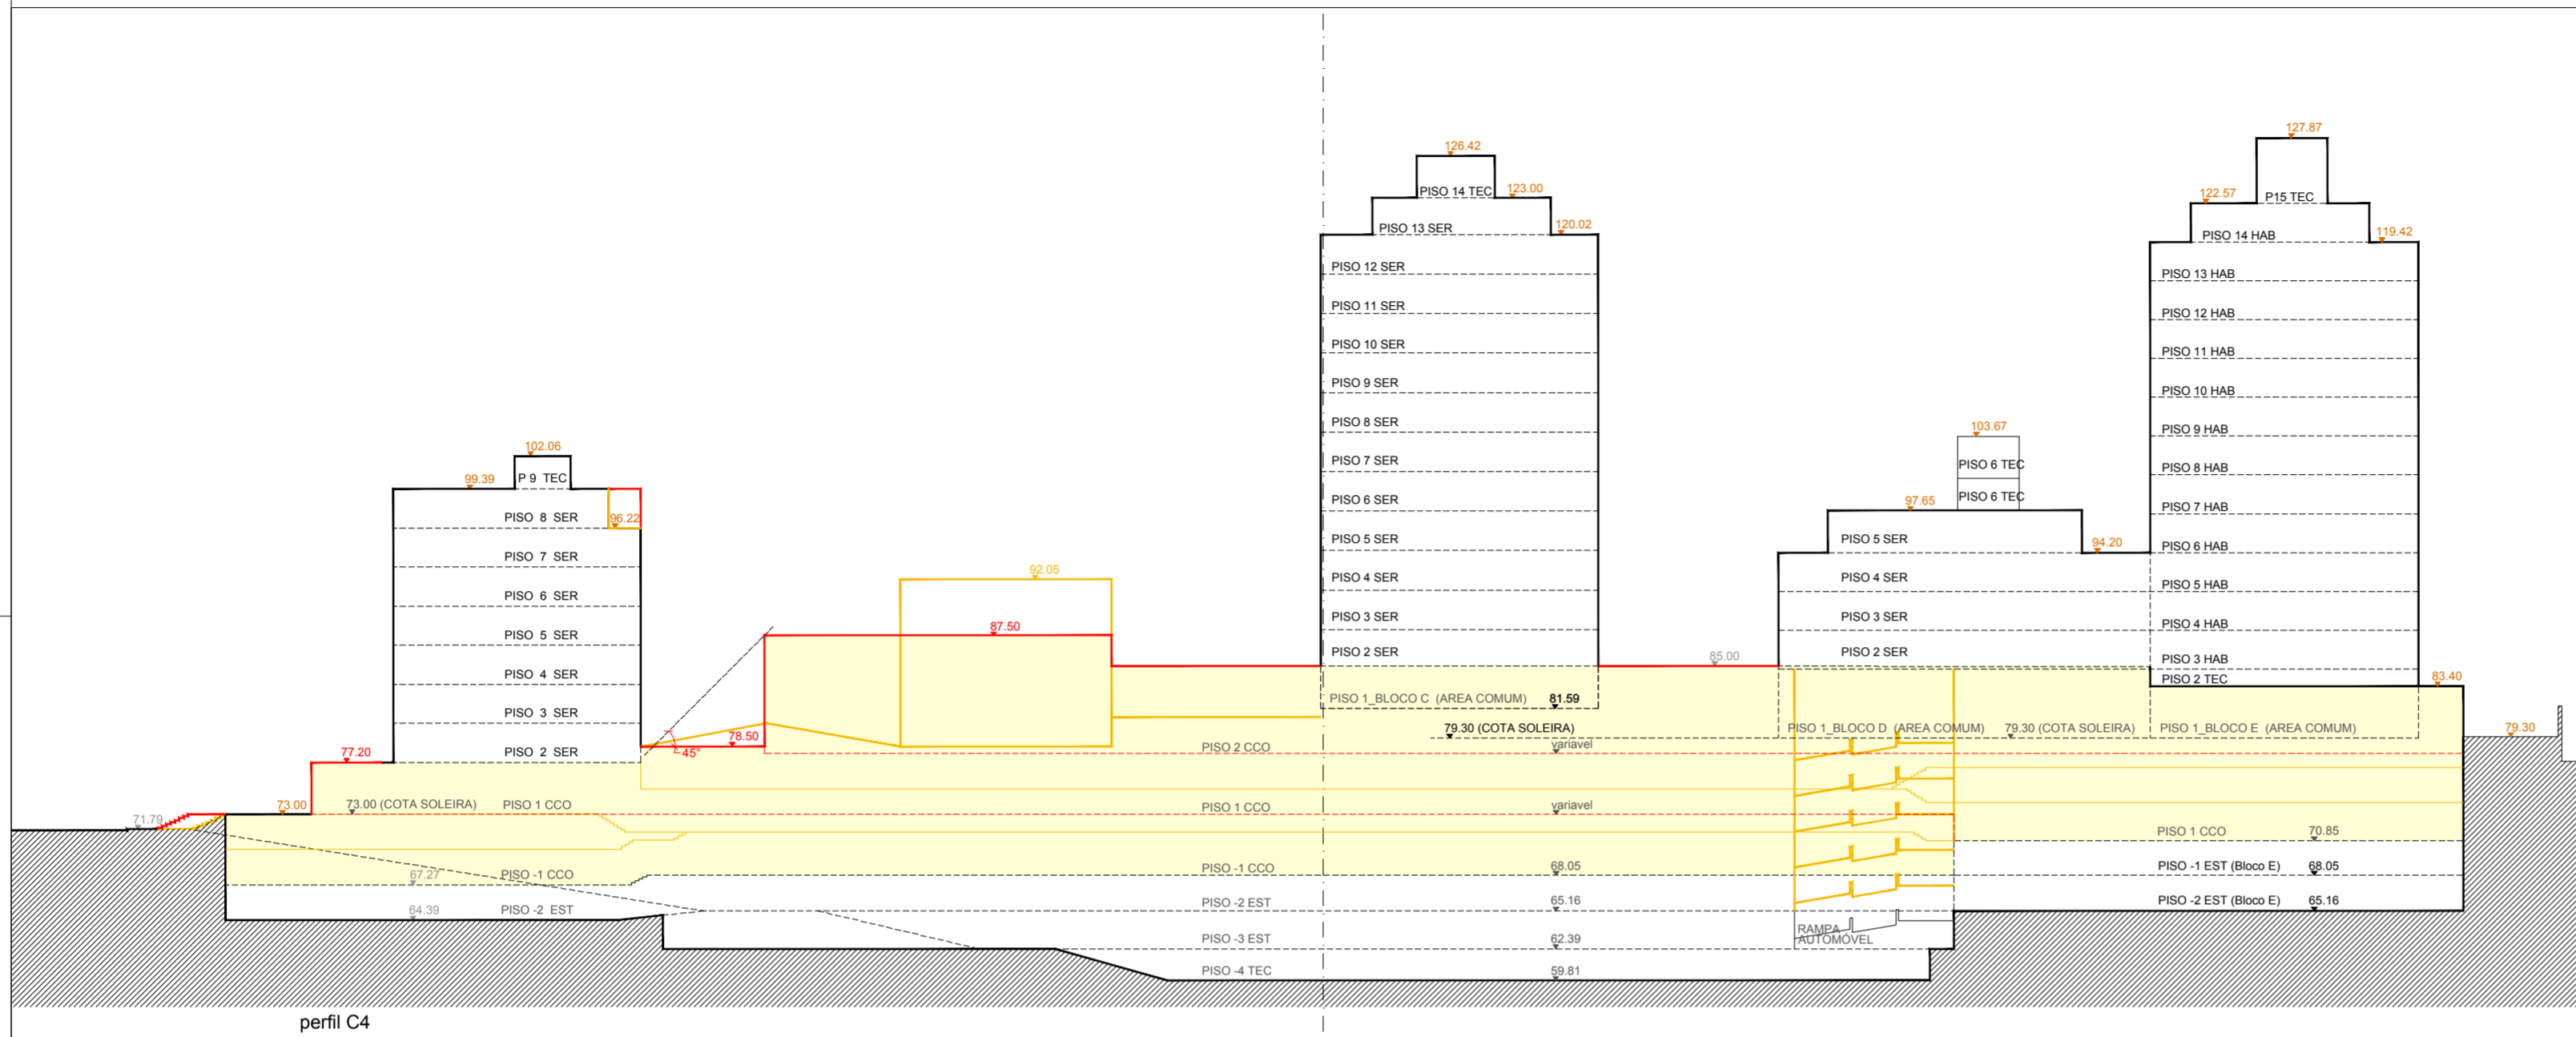 127.87
126.42
PISO 14 TEC
123.00
122.57
P15 TEC
120.02
PISO 13 SER
PISO 14 HAB
119.42
PISO 12 SER
PISO 13 HAB
PISO 11 SER
PISO 12 HAB
PISO 10 SER
PISO 11 HAB
PISO 9 SER
PISO 10 HAB
PISO 8 SER
PISO 9 HAB
103.67
102.06
PISO 7 SER
PISO 6 TEC
PISO 8 HAB
99.39
P 9 TEC
PISO 6 SER
PISO 6 TEC
97.65
PISO 7 HAB
PISO 8 SER
96.22
PISO 5 SER
PISO 5 SER
94.20
PISO 6 HAB
PISO 7 SER
92.05
PISO 4 SER
PISO 4 SER
PISO 5 HAB
PISO 6 SER
PISO 3 SER
PISO 3 SER
PISO 4 HAB
PISO 5 SER
87.50
PISO 2 SER
85.00
PISO 2 SER
PISO 3 HAB
PISO 4 SER
PISO 2 TEC
83.40
PISO 3 SER
PISO 1_BLOCO C (AREA COMUM)
81.59
79.30 (COTA SOLEIRA)
PISO 1_BLOCO D (AREA COMUM)
79.30 (COTA SOLEIRA)
PISO 1_BLOCO E (AREA COMUM)
79.30
78.50
45°
PISO 2 SER
77.20
PISO 2 CCO
variavel
73.00
73.00 (COTA SOLEIRA)
PISO 1 CCO
PISO 1 CCO
variavel
71.79
PISO 1 CCO
70.85
67.27
PISO -1 CCO
PISO -1 CCO
68.05
PISO -1 EST (Bloco E)
68.05
64.39
PISO -2 EST
PISO -2 EST
65.16
PISO -2 EST (Bloco E)
65.16
PISO -3 EST
62.39
RAMPA
AUTOMÓVEL
PISO -4 TEC
59.81
perfil C4